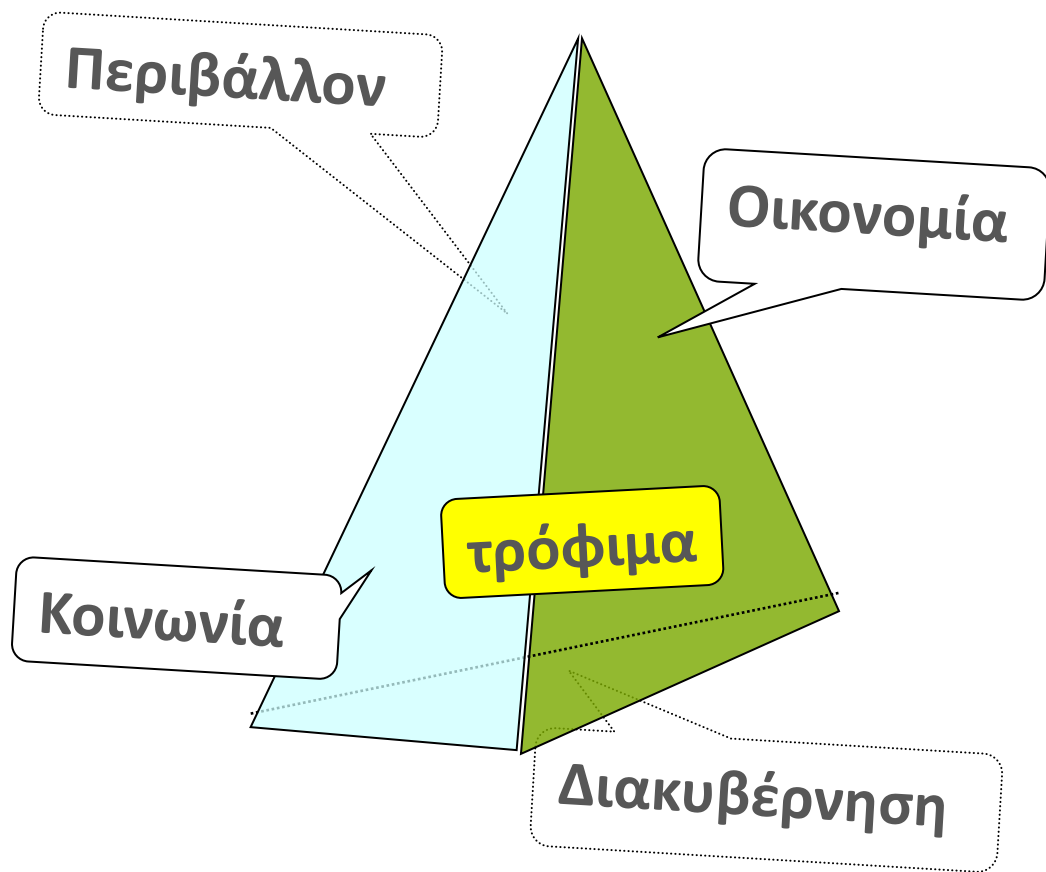 Περιβάλλον
Οικονομία
τρόφιμα
Κοινωνία
Διακυβέρνηση